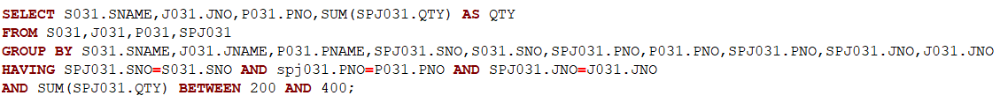 SELECT S031.SNAME,J031.JNO,P031.PNO,SUM(SPJ031.QTY) AS QTY
FROM S031,J031,P031,SPJ031
GROUP BY S031.SNAME,J031.JNAME,P031.PNAME,SPJ031.SNO,S031.SNO,SPJ031.PNO,P031.PNO,SPJ031.PNO,SPJ031.JNO,J031.JNO
HAVING SPJ031.SNO=S031.SNO AND spj031.PNO=P031.PNO AND SPJ031.JNO=J031.JNO
AND SUM(SPJ031.QTY) BETWEEN 200 AND 400;